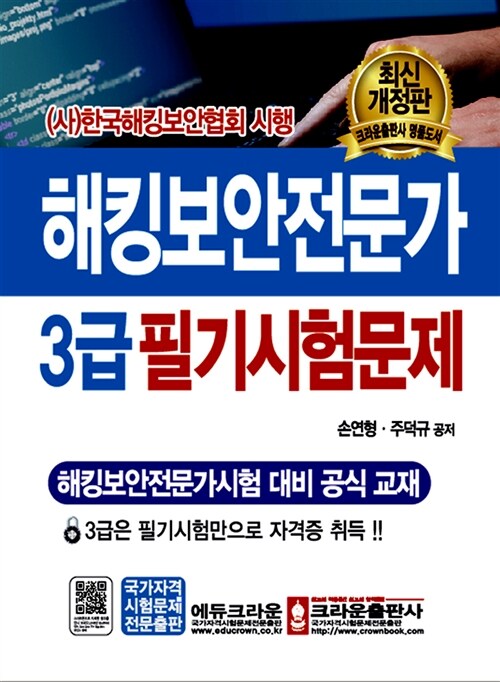 최신
개정판
크라운출판사 명품도서
(사)한국해킹보안협회 시행
해킹보안전문가
3급 필기시험문제
손연형 · 주덕규 공저
해킹보안전문가시험 대비 공식 교재
3급은 필기시험만으로 자격증 취득 !!
국가자격
시험문제
전문출판
에듀크라운
국가자격시험문제전문출판
www.educrown.co.kr
크라운출판사
국가자격시험문제전문출판
http://www.crownbook.com